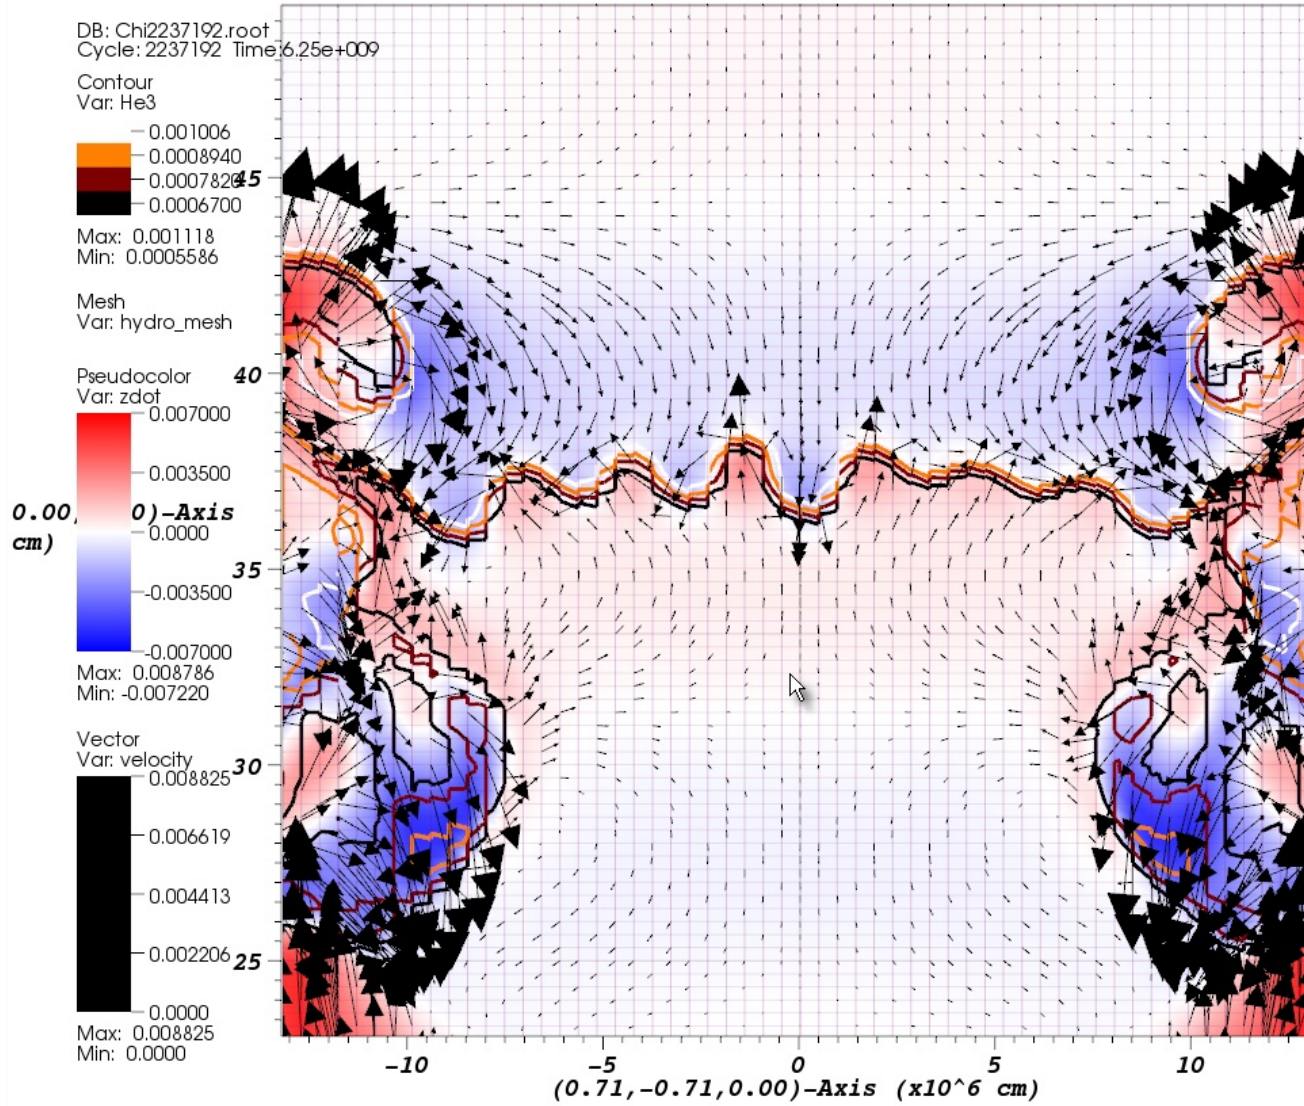 DB: Chi2237192.root
Cycle: 2237192 Time:6.25e+009
Contour
Var: He3
0.001006
0.0008940
0.0007820
0.0006700
Max: 0.001118
Min: 0.0005586
Mesh
Var: hydro_mesh
Pseudocolor
Var: zdot
0.007000
0.003500
0.0000
-0.003500
-0.007000
Max: 0.008786
Min: -0.007220
Vector
Var: velocity
0.008825
0.006619
0.004413
0.002206
0.0000
Max: 0.008825
Min: 0.0000
45
40
35
30
25
0.00, 0)-Axis
cm)
-10 -5 0 5 10
(0.71,-0.71,0.00)-Axis (x10^6 cm)